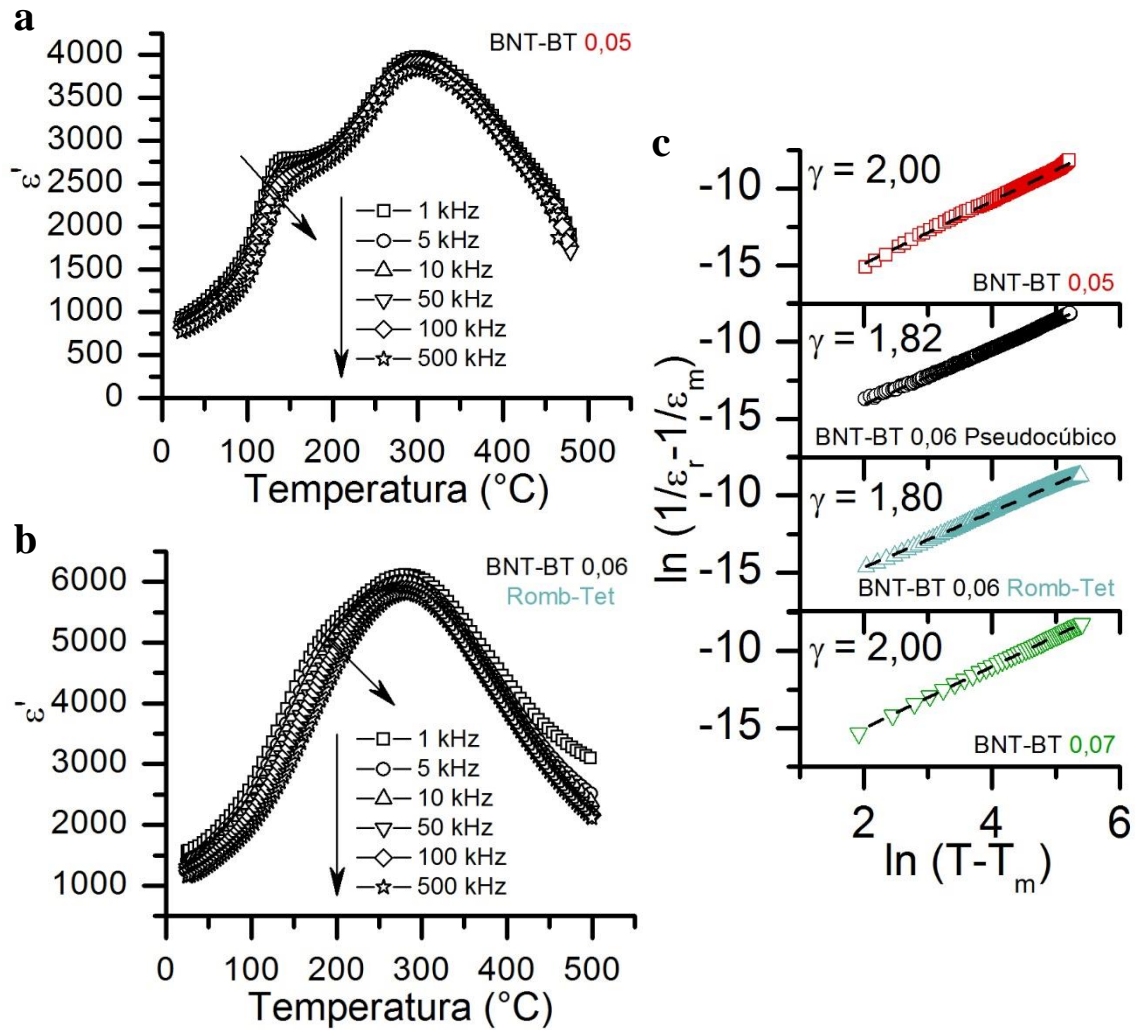 a
BNT-BT 0,05
4000
3500
3000
2500
2000
1500
1000
500
0
ε'
1 kHz
5 kHz
10 kHz
50 kHz
100 kHz
500 kHz
0 100 200 300 400 500
Temperatura (°C)
b
BNT-BT 0,06
Romb-Tet
6000
5000
4000
3000
2000
1000
ε'
1 kHz
5 kHz
10 kHz
50 kHz
100 kHz
500 kHz
0 100 200 300 400 500
Temperatura (°C)
c
γ = 2,00
-10
-15
BNT-BT 0,05
γ = 1,82
-10
-15
BNT-BT 0,06 Pseudocúbico
γ = 1,80
-10
-15
BNT-BT 0,06 Romb-Tet
γ = 2,00
-10
-15
BNT-BT 0,07
ln (1/εr-1/εm)
2 4 6
ln (T-Tm)